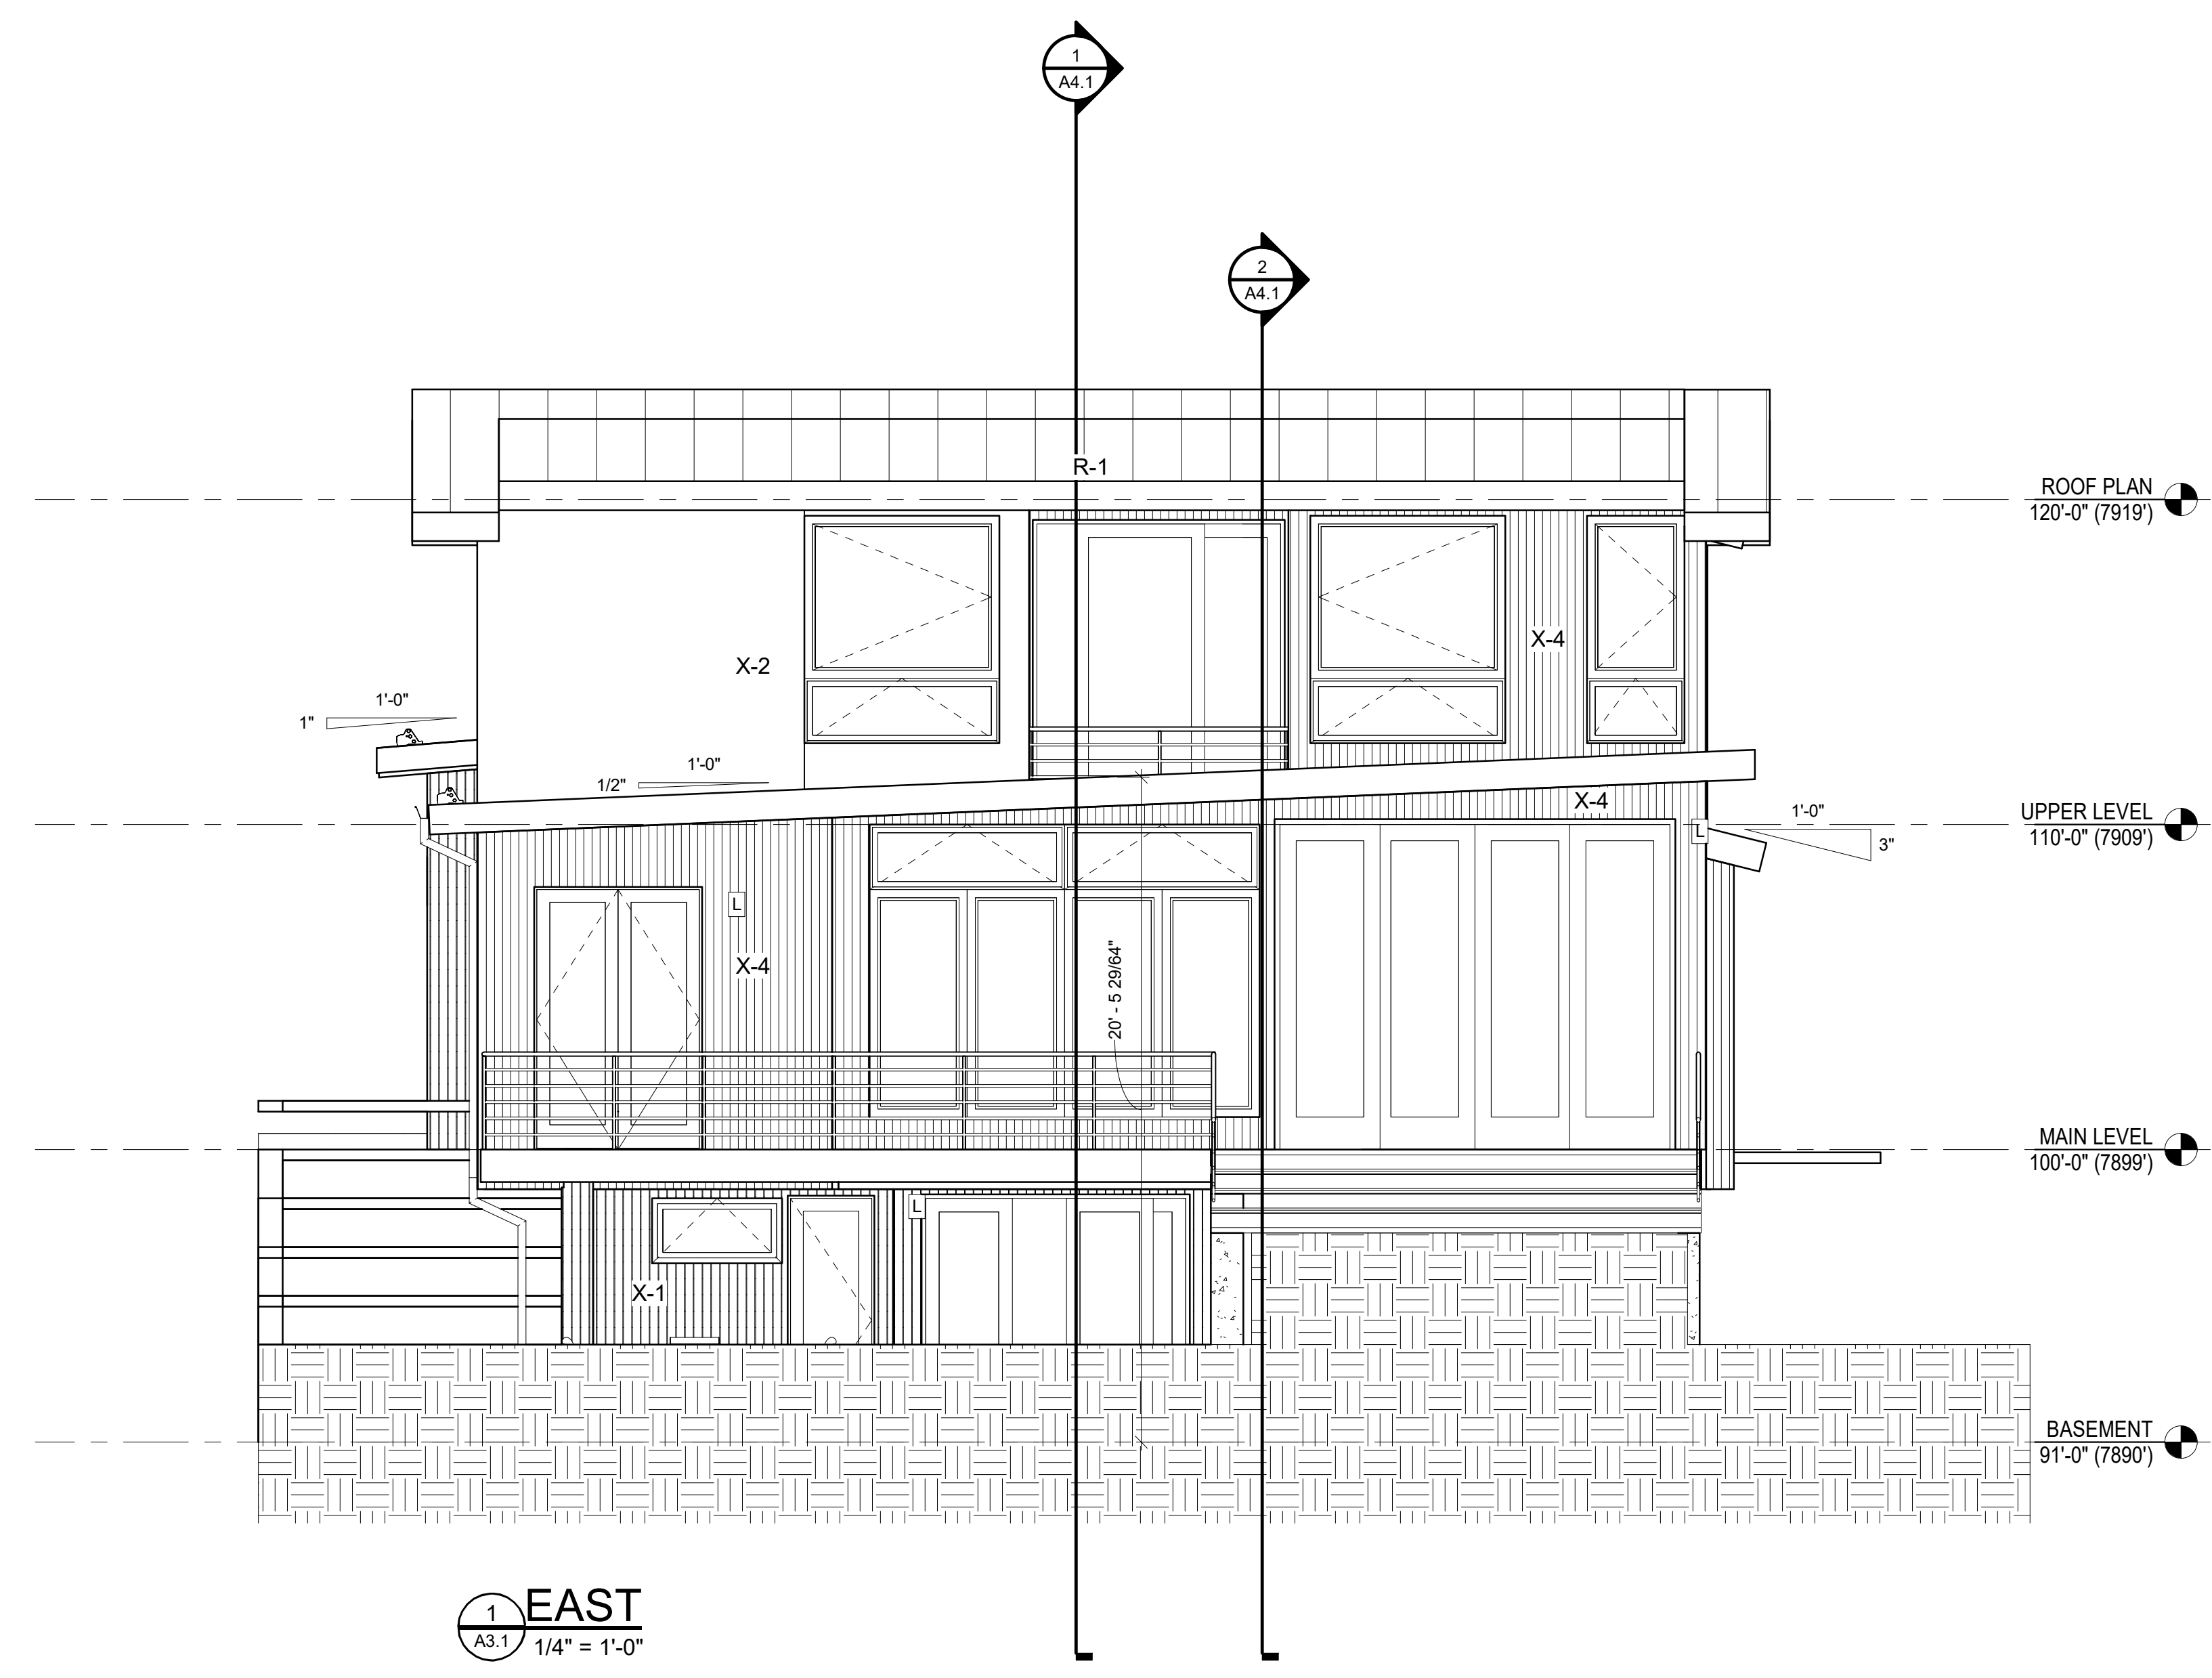 1
A4.1
2
A4.1
R-1
ROOF PLAN
120'-0" (7919')
X-4
X-2
1'-0"
1"
1'-0"
1/2"
X-4
UPPER LEVEL
110'-0" (7909')
1'-0"
3"
L
L
X-4
20' - 5 29/64"
MAIN LEVEL
100'-0" (7899')
L
X-1
BASEMENT
91'-0" (7890')
1
A3.1
EAST
1/4" = 1'-0"